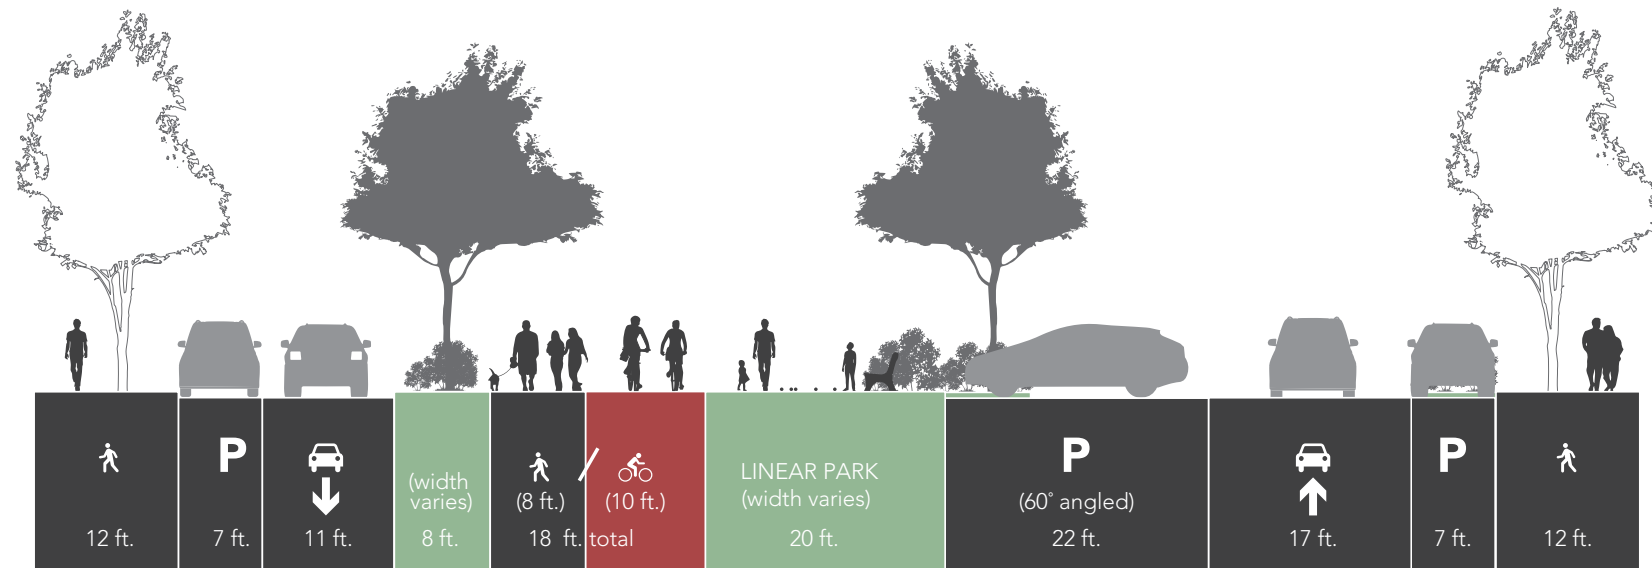 P
P
P
(width
varies)
(8 ft.)
(10 ft.)
LINEAR PARK
(width varies)
(60° angled)
12 ft.
7 ft.
11 ft.
8 ft.
18 ft. total
20 ft.
22 ft.
17 ft.
7 ft.
12 ft.